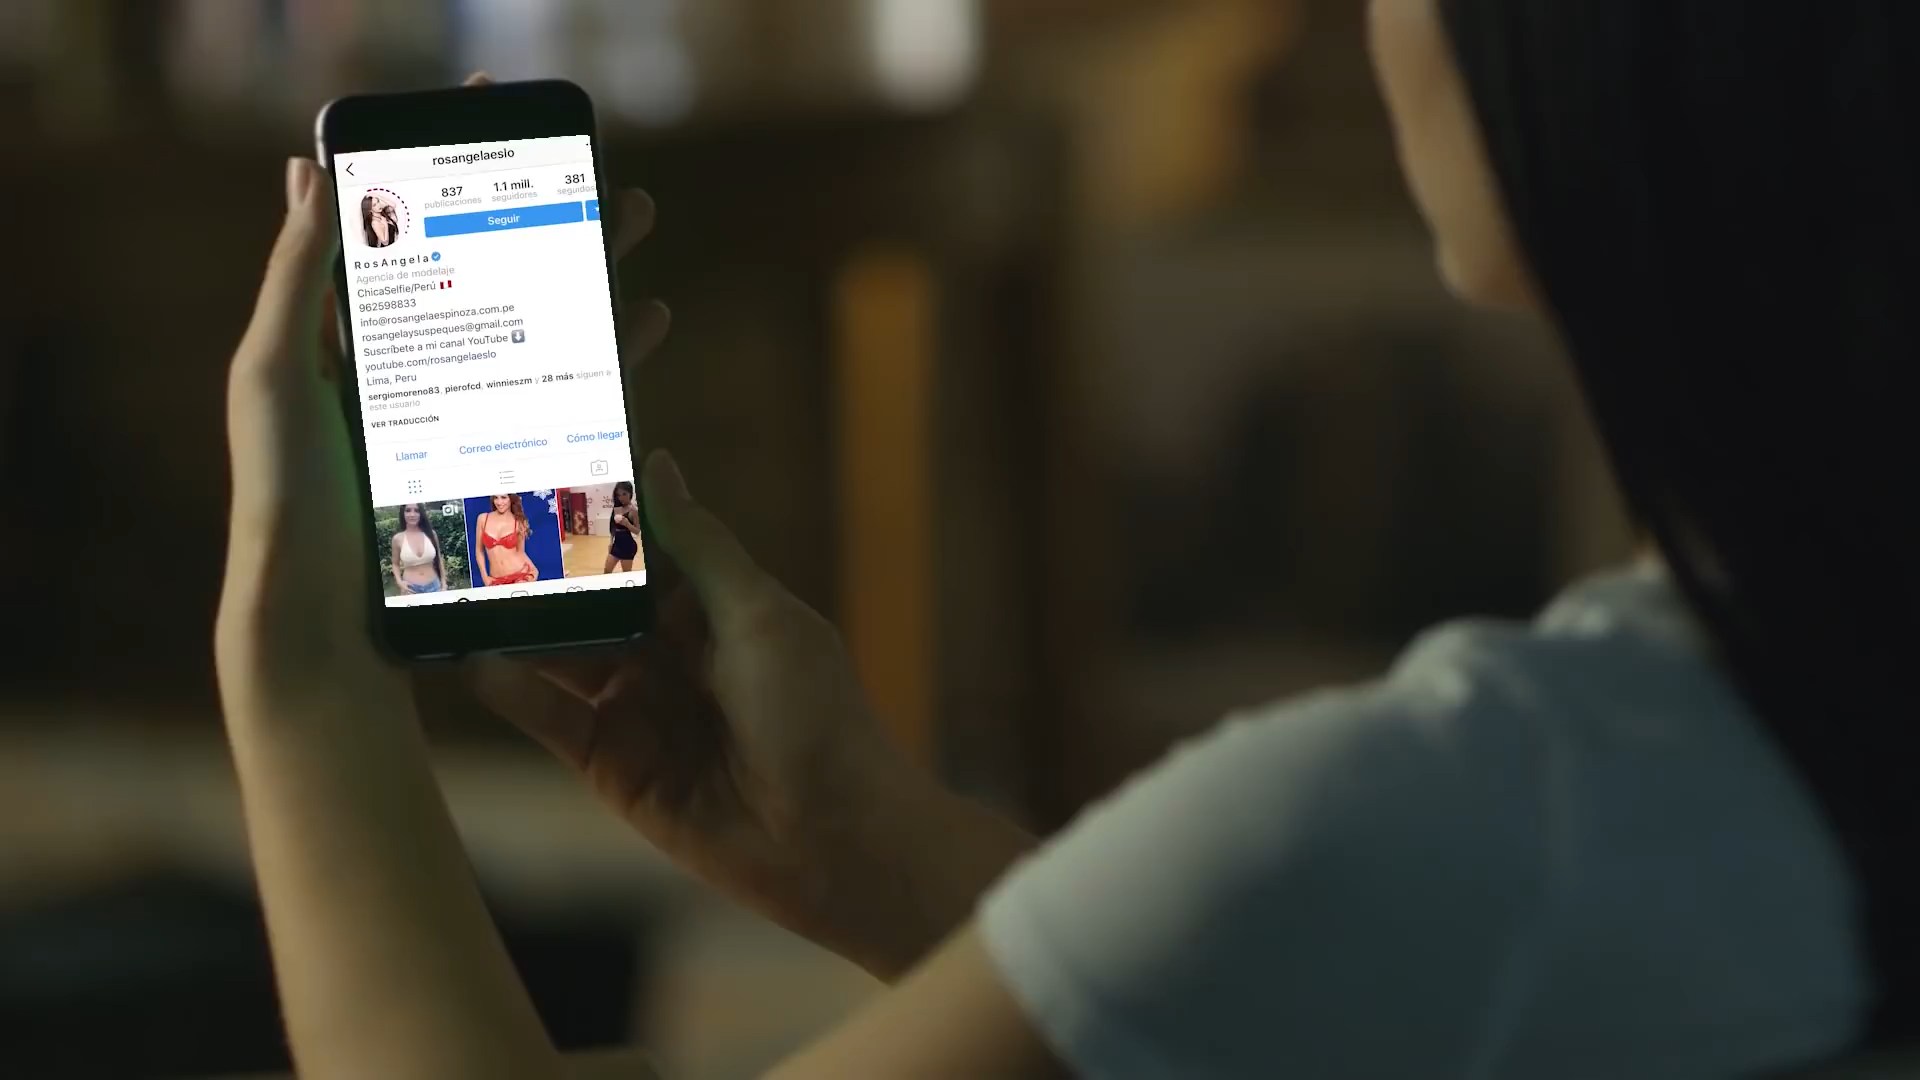 rosangelaeslo
837 1.1 mill. 381
publicaciones seguidores seguidos
Seguir
RosAngela
Agencia de modelaje
ChicaSelfie/Perú
962598833
info@rosangelaespinoza.com.pe
rosangelaysuspeques@gmail.com
Suscríbete a mi canal YouTube
youtube.com/rosangelaeslo
Lima, Peru
sergiomoreno83, pierofcd, winnieszm y 28 más siguen a
este usuario
VER TRADUCCIÓN
Llamar Correo electrónico Cómo llegar